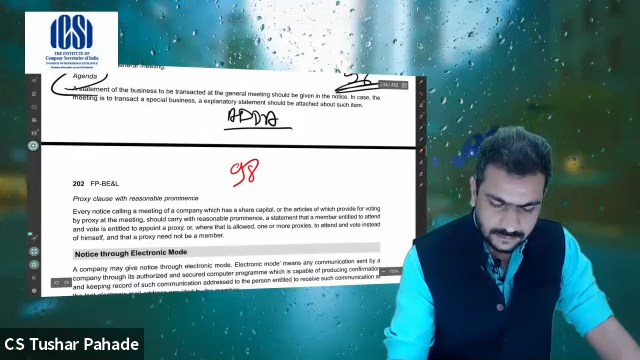 ICSI
THE INSTITUTE OF
Company Secretaries of India
general meeting.
Agenda
A statement of the business to be transacted at the general meeting should be given in the notice. In case, the
meeting is to transact a special business, a explanatory statement should be attached about such item.
234 / 452
98
202 FP-BE&L
Proxy clause with reasonable prominence
Every notice calling a meeting of a company which has a share capital, or the articles of which provide for voting
by proxy at the meeting, should carry with reasonable prominence, a statement that a member entitled to attend
and vote is entitled to appoint a proxy, or, where that is allowed, one or more proxies, to attend and vote instead
of himself, and that a proxy need not be a member.
Notice through Electronic Mode
A company may give notice through electronic mode. Electronic mode' means any communication sent by a
company through its authorized and secured computer programme which is capable of producing confirmation
and keeping record of such communication addressed to the person entitled to receive such communication at
CS Tushar Pahade